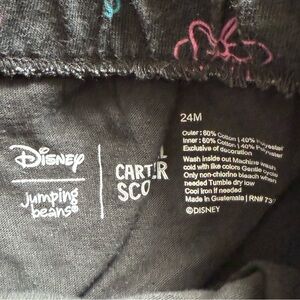 Disney
Jumping
beans®
CARTER
24M
Outer : 60% Cotton | 40% Polyester
Inner : 60% Cotton | 40% Polyester
Exclusive of decoration
Wash inside out Machine wash
cold with like colors Gentle cycle
Only non-chlorine bleach when
needed Tumble dry low
Cool iron if needed
Made in Guatemala | RN# 73
©DISNEY